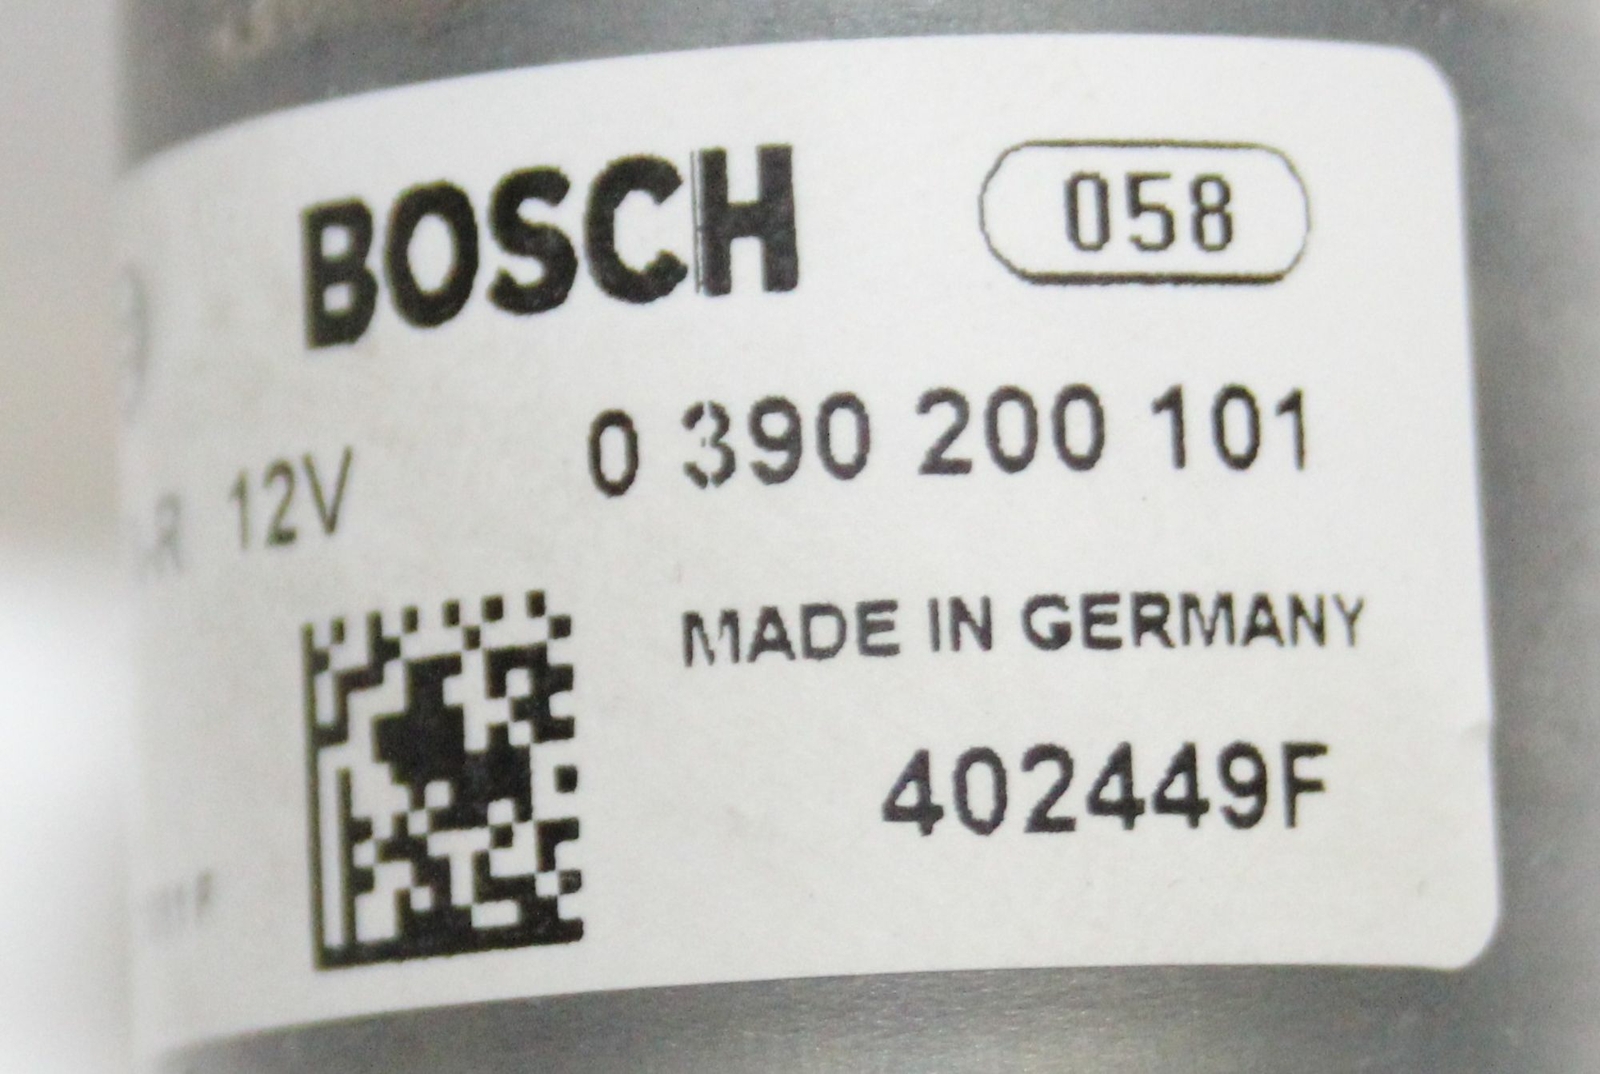 BOSCH
058
0 390 200 101
R 12V
MADE IN GERMANY
402449F